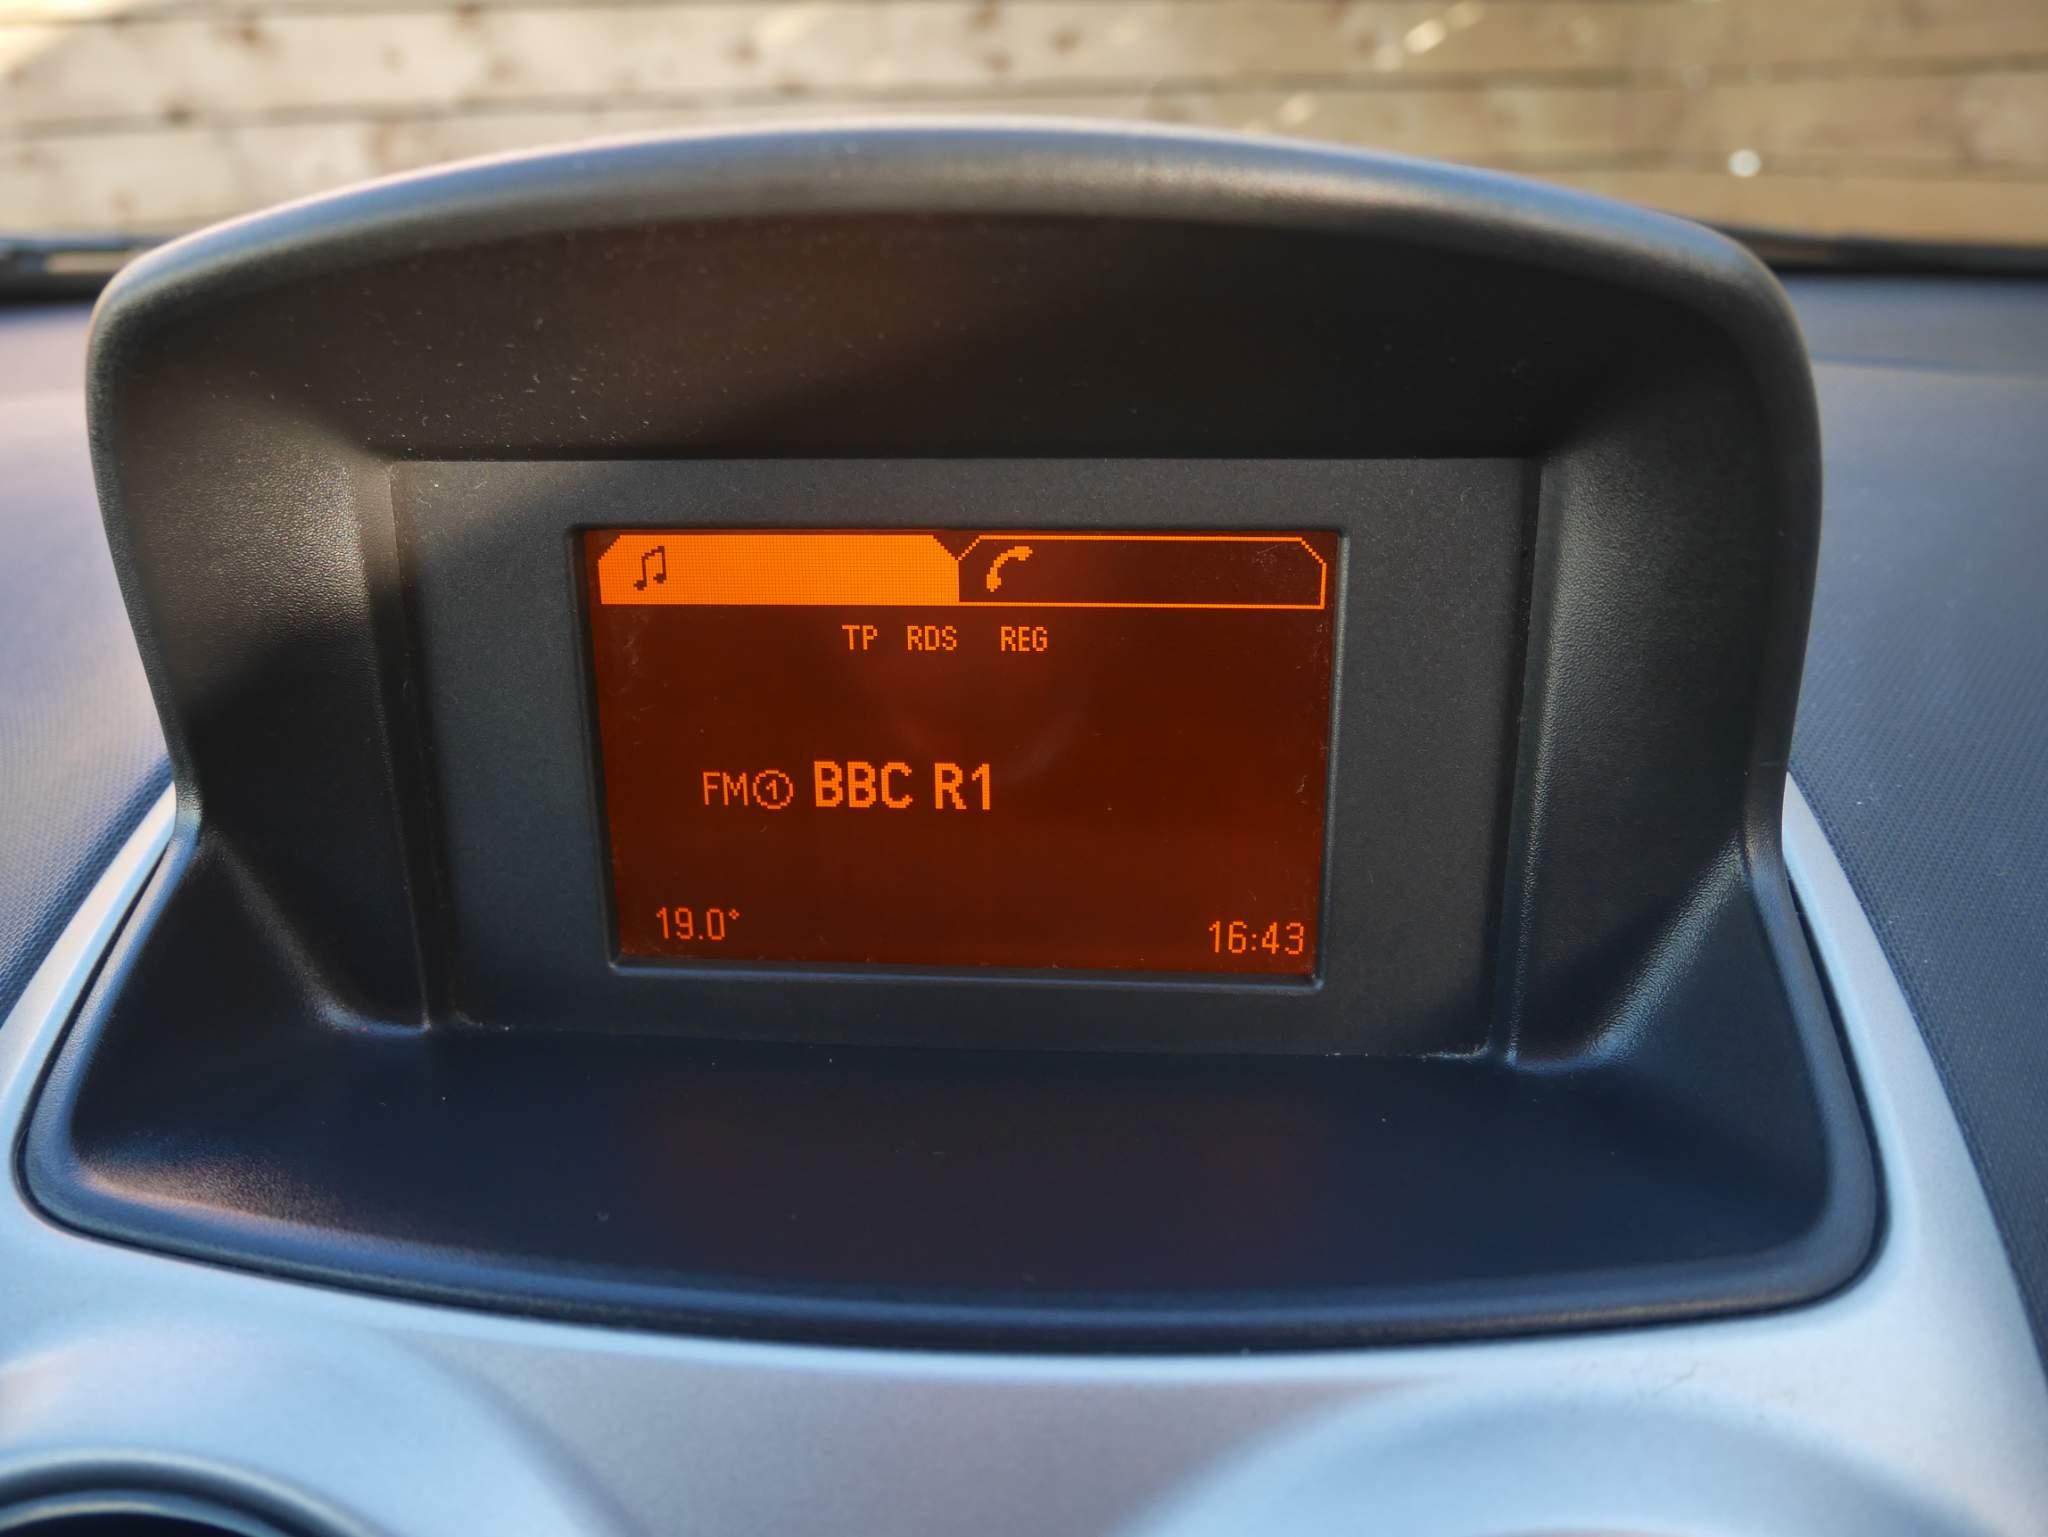 TP RDS REG
FM① BBC R1
19.0° 16:43